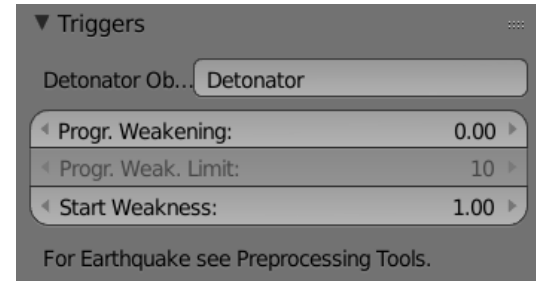 Triggers
Detonator Ob... Detonator
Progr. Weakening: 0.00
Progr. Weak. Limit: 10
Start Weakness: 1.00
For Earthquake see Preprocessing Tools.